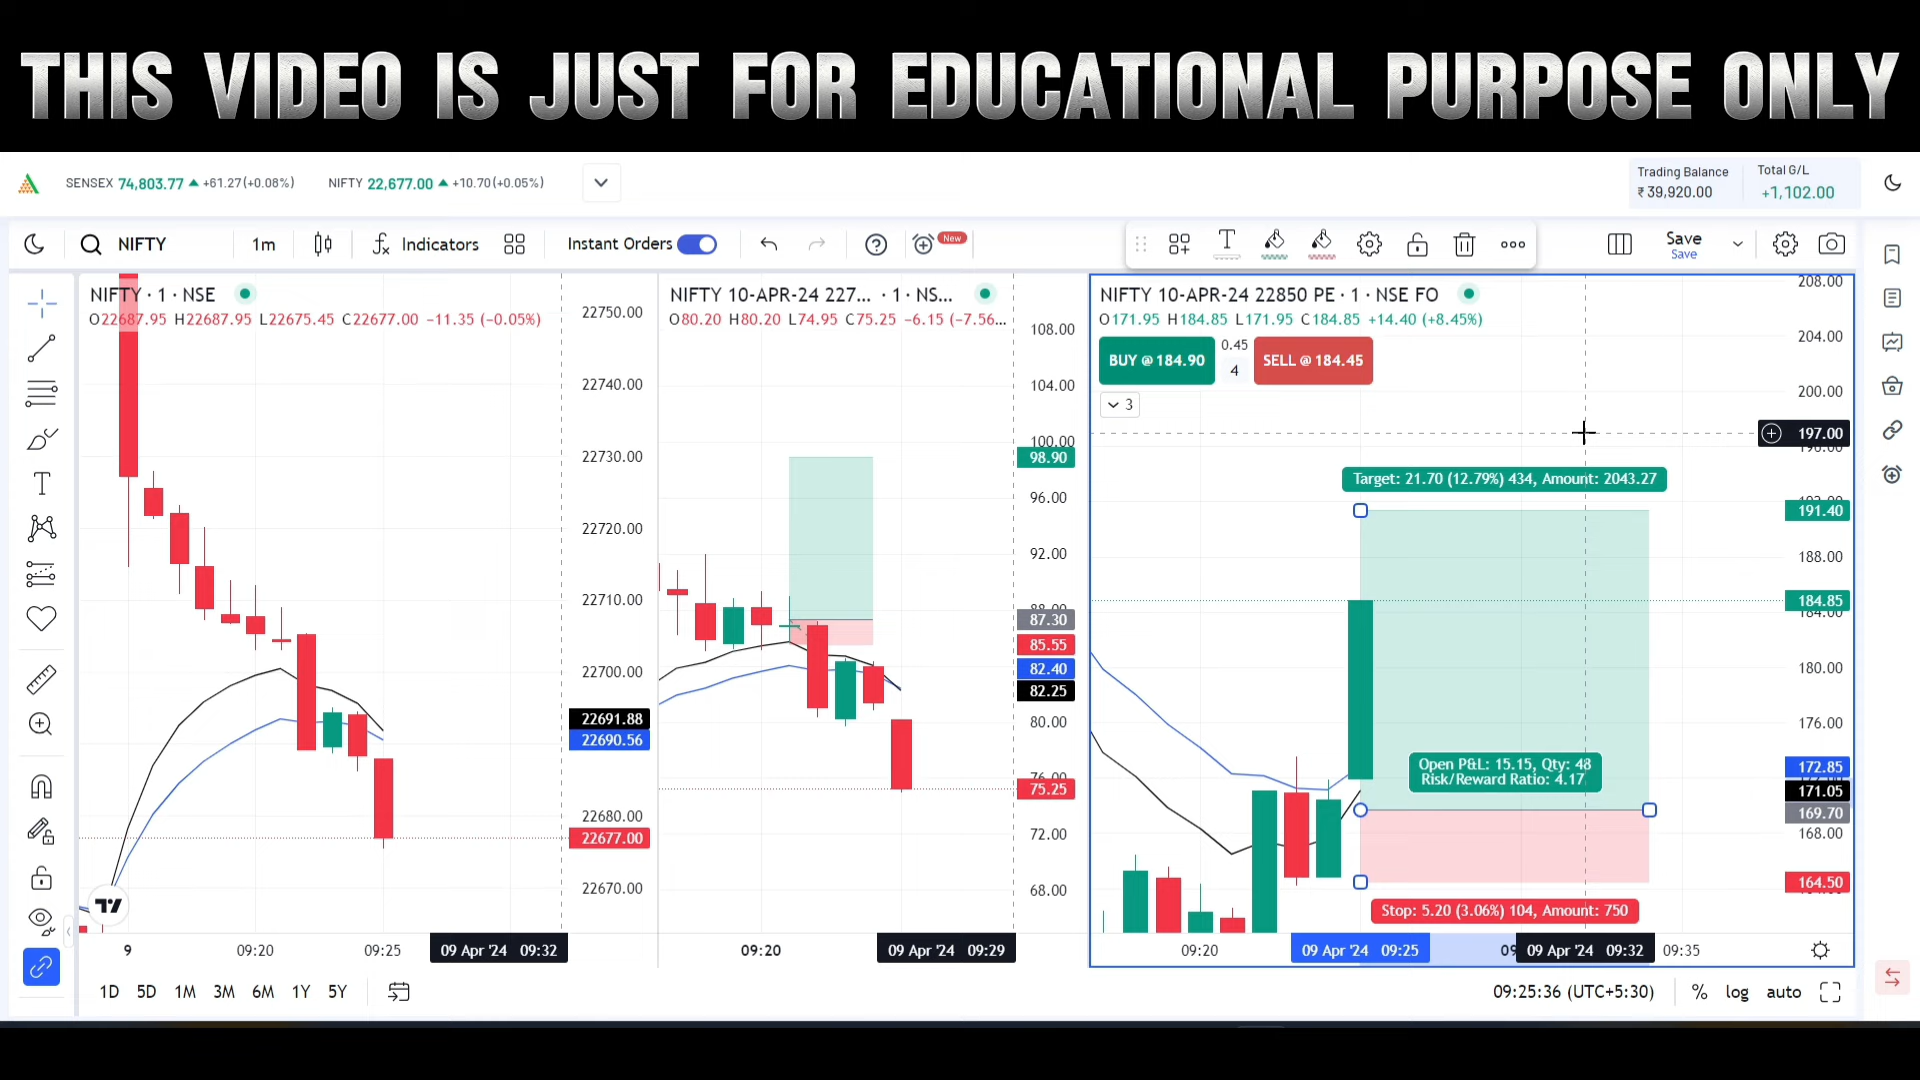 THIS VIDEO IS JUST FOR EDUCATIONAL PURPOSE ONLY
SENSEX 74,803.77 +61.27(+0.08%) NIFTY 22,677.00 +10.70(+0.05%)
Trading Balance
₹ 39,920.00
Total G/L
+1,102.00
NIFTY 1m Indicators Instant Orders New
Save
Save
NIFTY · 1 · NSE
O22687.95 H22687.95 L22675.45 C22677.00 −11.35 (−0.05%)
22750.00
22740.00
22730.00
22720.00
22710.00
22700.00
22691.88
22690.56
22680.00
22677.00
22670.00
9 09:20 09:25 09 Apr '24 09:32
NIFTY 10-APR-24 227... · 1 · NS...
O80.20 H80.20 L74.95 C75.25 −6.15 (−7.56...
108.00
104.00
100.00
98.90
96.00
92.00
88.00
87.30
85.55
82.40
82.25
80.00
76.00
75.25
72.00
68.00
09:20 09 Apr '24 09:29
NIFTY 10-APR-24 22850 PE · 1 · NSE FO
O171.95 H184.85 L171.95 C184.85 +14.40 (+8.45%)
BUY @ 184.90
0.45
4
SELL @ 184.45
3
Target: 21.70 (12.79%) 434, Amount: 2043.27
Open P&L: 15.15, Qty: 48
Risk/Reward Ratio: 4.17
Stop: 5.20 (3.06%) 104, Amount: 750
208.00
204.00
200.00
197.00
196.00
192.00
191.40
188.00
184.85
184.00
180.00
176.00
172.85
171.05
169.70
168.00
164.50
09:20 09 Apr '24 09:25 09 Apr '24 09:32 09:35
1D 5D 1M 3M 6M 1Y 5Y
09:25:36 (UTC+5:30) % log auto